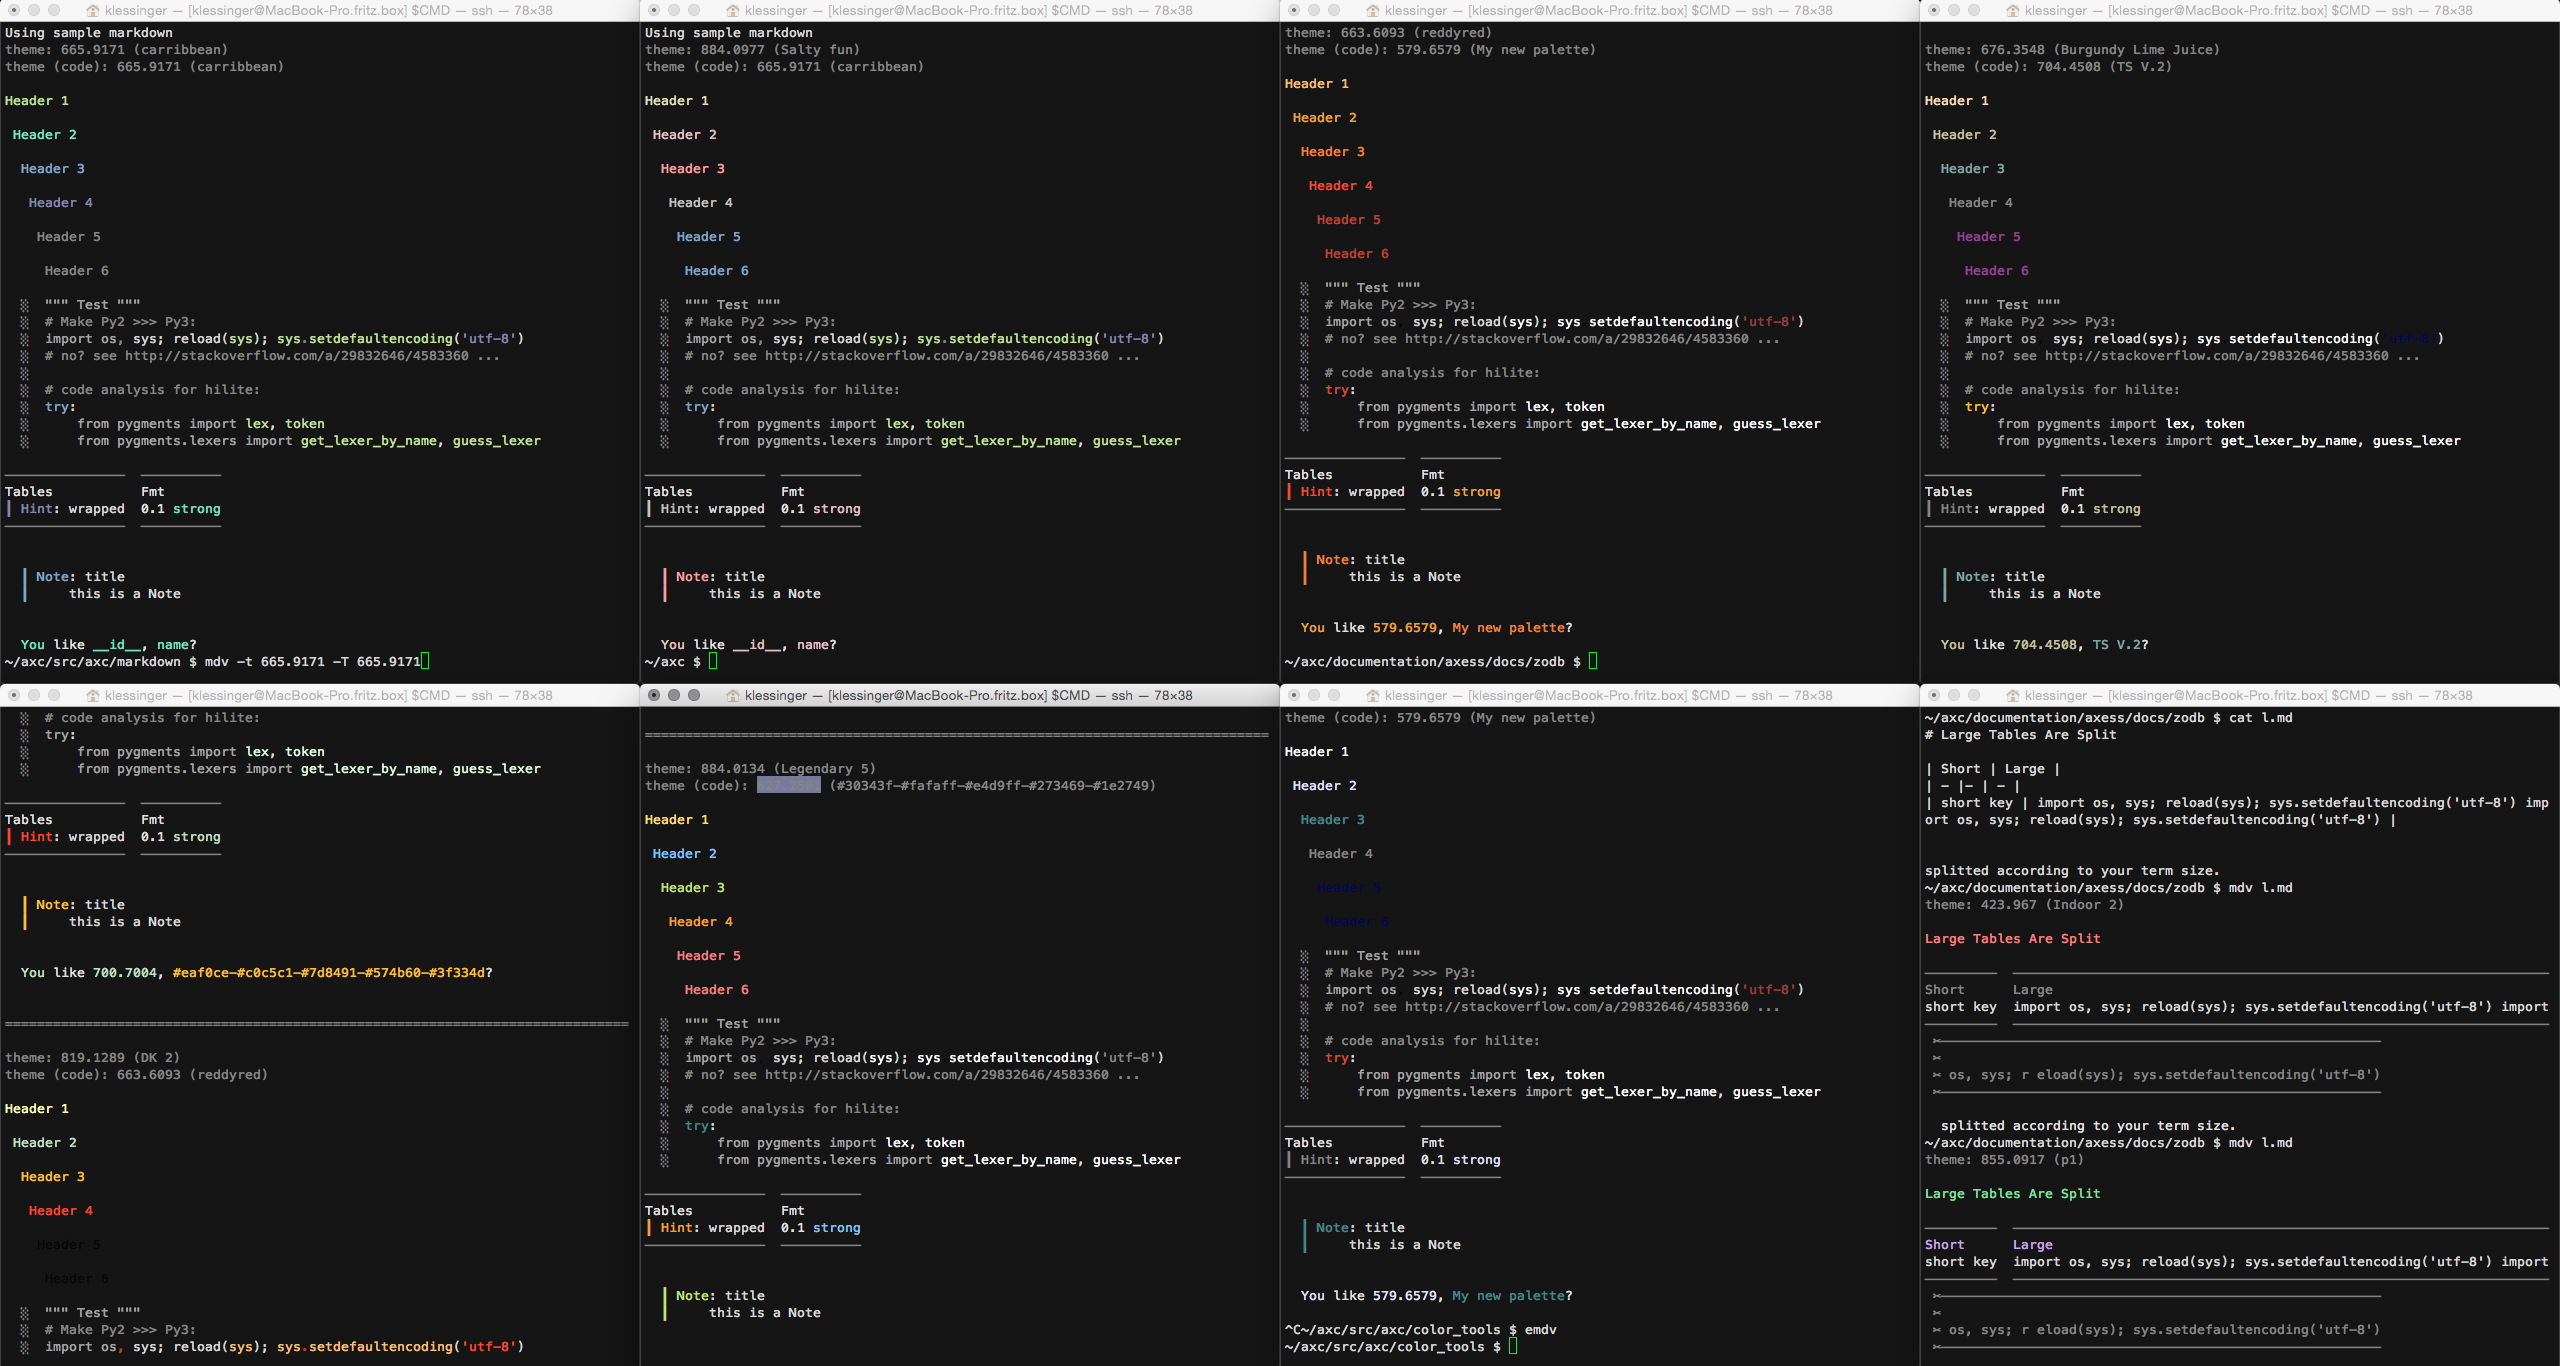 klessinger — [klessinger@MacBook-Pro.fritz.box] $CMD — ssh — 78×38
Using sample markdown
theme: 665.9171 (carribbean)
theme (code): 665.9171 (carribbean)
Header 1
Header 2
Header 3
Header 4
Header 5
Header 6
""" Test """
# Make Py2 >>> Py3:
import os, sys; reload(sys); sys.setdefaultencoding('utf-8')
# no? see http://stackoverflow.com/a/29832646/4583360 ...
# code analysis for hilite:
try:
from pygments import lex, token
from pygments.lexers import get_lexer_by_name, guess_lexer
Tables Fmt
Hint: wrapped 0.1 strong
Note: title
this is a Note
You like __id__, name?
~/axc/src/axc/markdown $ mdv -t 665.9171 -T 665.9171
klessinger — [klessinger@MacBook-Pro.fritz.box] $CMD — ssh — 78×38
Using sample markdown
theme: 884.0977 (Salty fun)
theme (code): 665.9171 (carribbean)
Header 1
Header 2
Header 3
Header 4
Header 5
Header 6
""" Test """
# Make Py2 >>> Py3:
import os, sys; reload(sys); sys.setdefaultencoding('utf-8')
# no? see http://stackoverflow.com/a/29832646/4583360 ...
# code analysis for hilite:
try:
from pygments import lex, token
from pygments.lexers import get_lexer_by_name, guess_lexer
Tables Fmt
Hint: wrapped 0.1 strong
Note: title
this is a Note
You like __id__, name?
~/axc $
klessinger — [klessinger@MacBook-Pro.fritz.box] $CMD — ssh — 78×38
theme: 663.6093 (reddyred)
theme (code): 579.6579 (My new palette)
Header 1
Header 2
Header 3
Header 4
Header 5
Header 6
""" Test """
# Make Py2 >>> Py3:
import os sys; reload(sys); sys setdefaultencoding('utf-8')
# no? see http://stackoverflow.com/a/29832646/4583360 ...
# code analysis for hilite:
try:
from pygments import lex, token
from pygments.lexers import get_lexer_by_name, guess_lexer
Tables Fmt
Hint: wrapped 0.1 strong
Note: title
this is a Note
You like 579.6579, My new palette?
~/axc/documentation/axess/docs/zodb $
klessinger — [klessinger@MacBook-Pro.fritz.box] $CMD — ssh — 78×38
theme: 676.3548 (Burgundy Lime Juice)
theme (code): 704.4508 (TS V.2)
Header 1
Header 2
Header 3
Header 4
Header 5
Header 6
""" Test """
# Make Py2 >>> Py3:
import os sys; reload(sys); sys setdefaultencoding('utf-8')
# no? see http://stackoverflow.com/a/29832646/4583360 ...
# code analysis for hilite:
try:
from pygments import lex, token
from pygments.lexers import get_lexer_by_name, guess_lexer
Tables Fmt
Hint: wrapped 0.1 strong
Note: title
this is a Note
You like 704.4508, TS V.2?
klessinger — [klessinger@MacBook-Pro.fritz.box] $CMD — ssh — 78×38
# code analysis for hilite:
try:
from pygments import lex, token
from pygments.lexers import get_lexer_by_name, guess_lexer
Tables Fmt
Hint: wrapped 0.1 strong
Note: title
this is a Note
You like 700.7004, #eaf0ce-#c0c5c1-#7d8491-#574b60-#3f334d?
theme: 819.1289 (DK 2)
theme (code): 663.6093 (reddyred)
Header 1
Header 2
Header 3
Header 4
Header 5
Header 6
""" Test """
# Make Py2 >>> Py3:
import os, sys; reload(sys); sys.setdefaultencoding('utf-8')
klessinger — [klessinger@MacBook-Pro.fritz.box] $CMD — ssh — 78×38
theme: 884.0134 (Legendary 5)
theme (code): (#30343f-#fafaff-#e4d9ff-#273469-#1e2749)
Header 1
Header 2
Header 3
Header 4
Header 5
Header 6
""" Test """
# Make Py2 >>> Py3:
import os sys; reload(sys); sys setdefaultencoding('utf-8')
# no? see http://stackoverflow.com/a/29832646/4583360 ...
# code analysis for hilite:
try:
from pygments import lex, token
from pygments.lexers import get_lexer_by_name, guess_lexer
Tables Fmt
Hint: wrapped 0.1 strong
Note: title
this is a Note
klessinger — [klessinger@MacBook-Pro.fritz.box] $CMD — ssh — 78×38
theme (code): 579.6579 (My new palette)
Header 1
Header 2
Header 3
Header 4
Header 5
Header 6
""" Test """
# Make Py2 >>> Py3:
import os sys; reload(sys); sys setdefaultencoding('utf-8')
# no? see http://stackoverflow.com/a/29832646/4583360 ...
# code analysis for hilite:
try:
from pygments import lex, token
from pygments.lexers import get_lexer_by_name, guess_lexer
Tables Fmt
Hint: wrapped 0.1 strong
Note: title
this is a Note
You like 579.6579, My new palette?
^C~/axc/src/axc/color_tools $ emdv
~/axc/src/axc/color_tools $
klessinger — [klessinger@MacBook-Pro.fritz.box] $CMD — ssh — 78×38
~/axc/documentation/axess/docs/zodb $ cat l.md
# Large Tables Are Split
| Short | Large |
| - |- | - |
| short key | import os, sys; reload(sys); sys.setdefaultencoding('utf-8') imp
ort os, sys; reload(sys); sys.setdefaultencoding('utf-8') |
splitted according to your term size.
~/axc/documentation/axess/docs/zodb $ mdv l.md
theme: 423.967 (Indoor 2)
Large Tables Are Split
Short Large
short key import os, sys; reload(sys); sys.setdefaultencoding('utf-8') import
✂
✂
✂ os, sys; r eload(sys); sys.setdefaultencoding('utf-8')
✂
splitted according to your term size.
~/axc/documentation/axess/docs/zodb $ mdv l.md
theme: 855.0917 (p1)
Large Tables Are Split
Short Large
short key import os, sys; reload(sys); sys.setdefaultencoding('utf-8') import
✂
✂
✂ os, sys; r eload(sys); sys.setdefaultencoding('utf-8')
✂